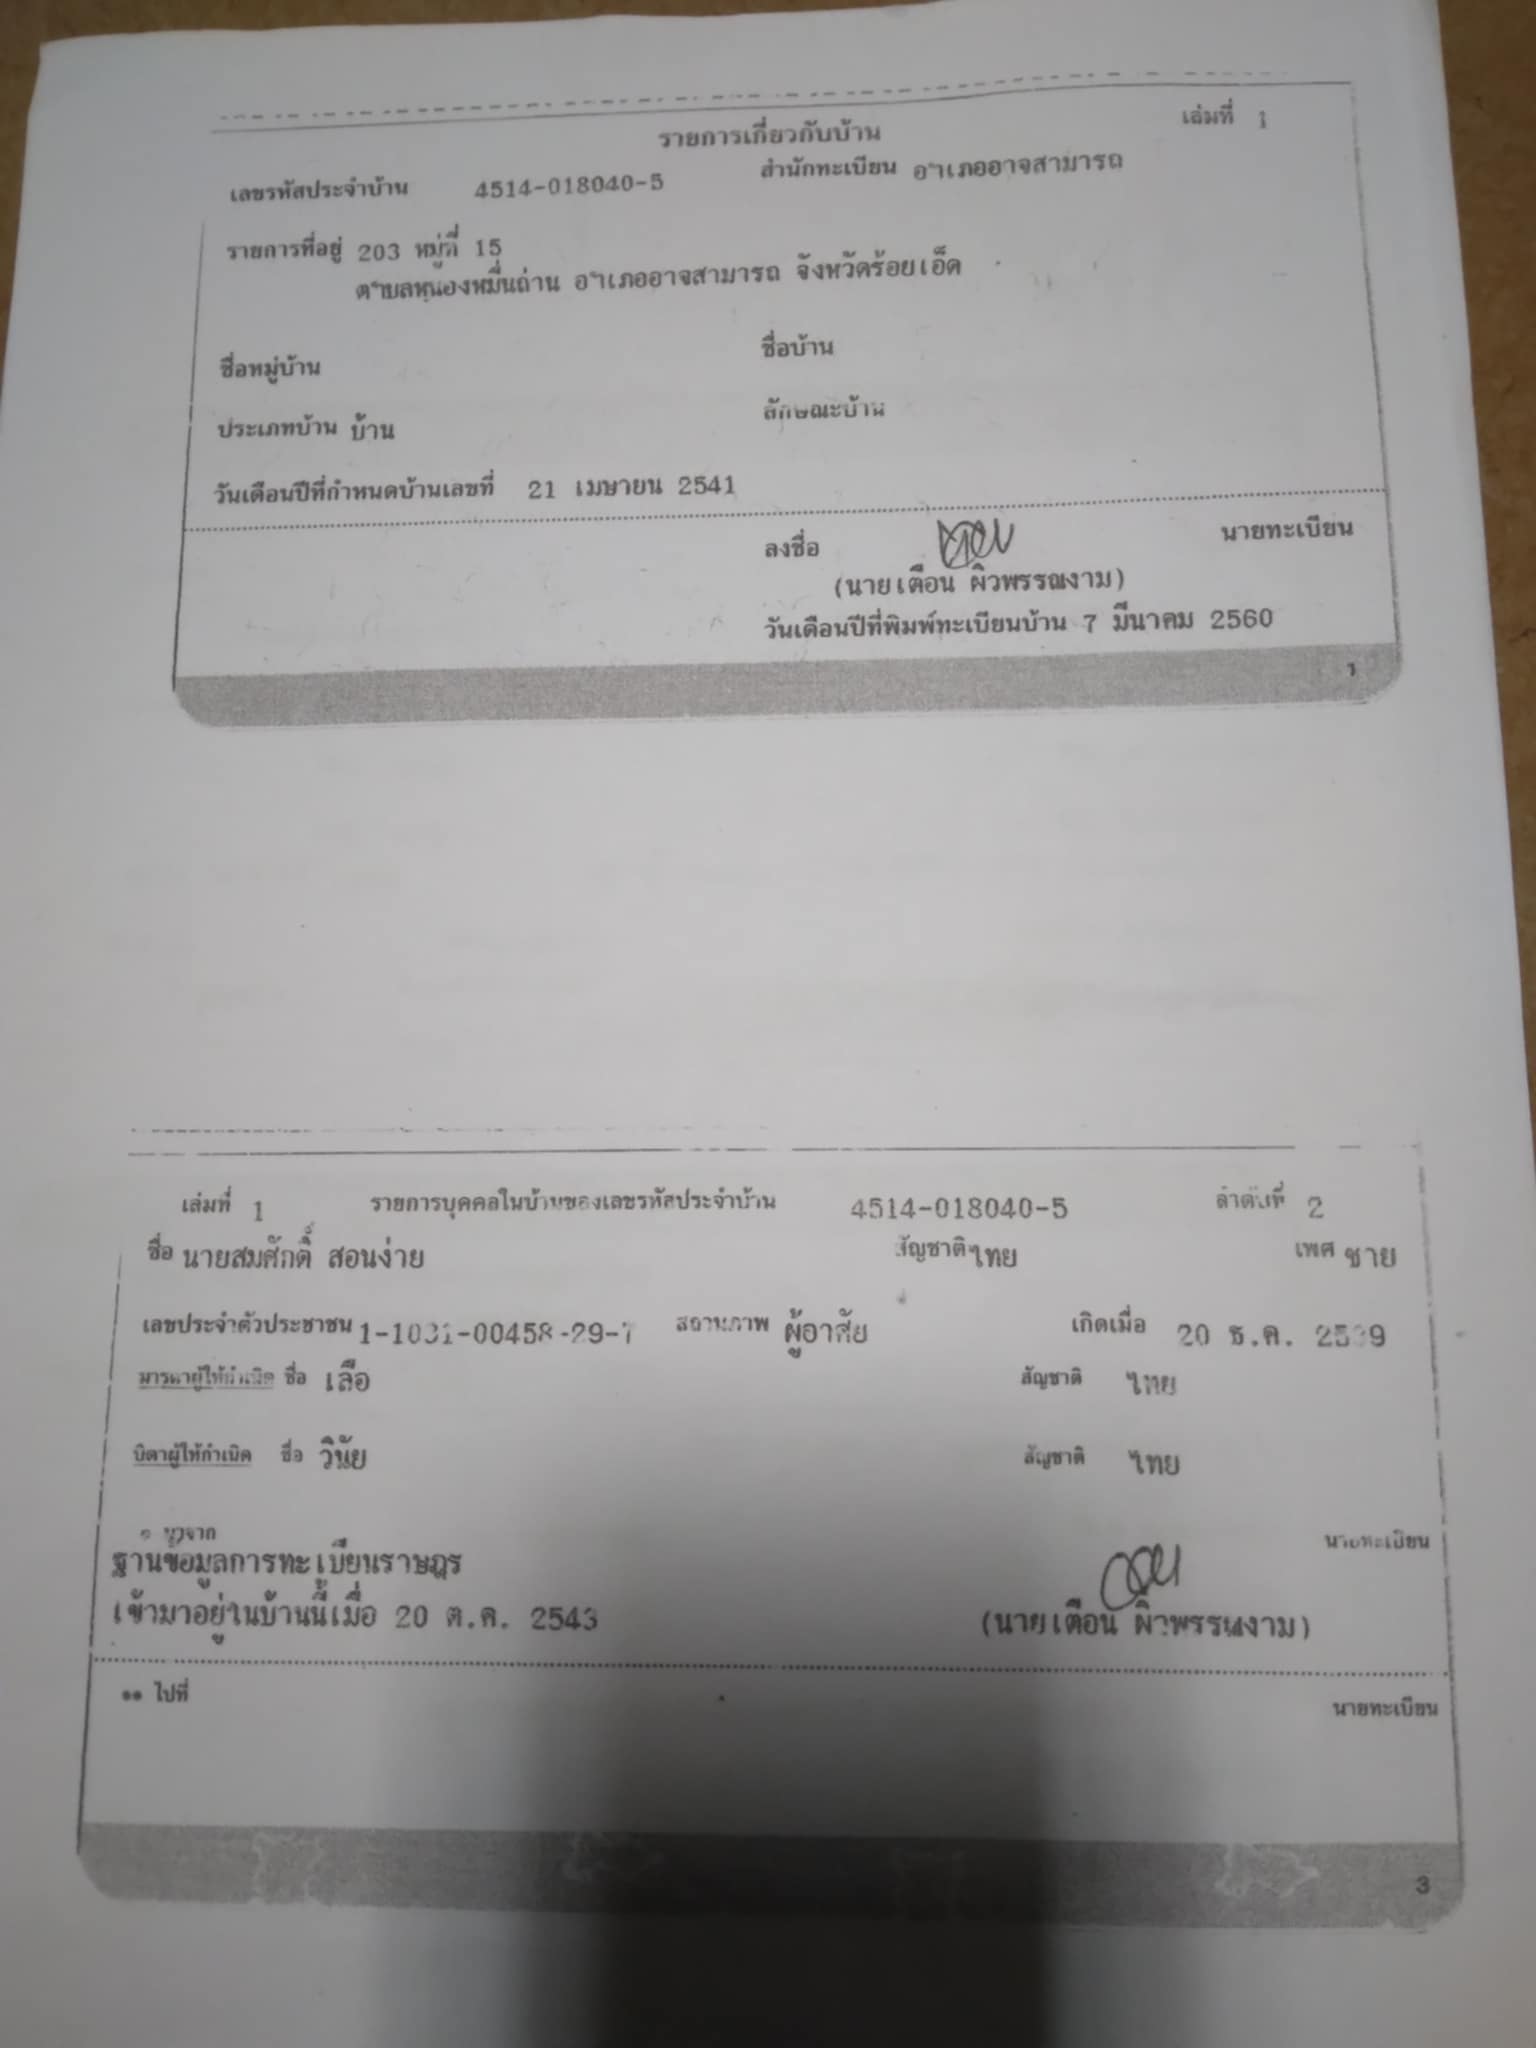 เล่มที่ 1
รายการเกี่ยวกับบ้าน
เลขรหัสประจำบ้าน 4514-018040-5 สำนักทะเบียน อำเภออาจสามารถ
รายการที่อยู่ 203 หมู่ที่ 15
ตำบลหนองหมื่นถ่าน อำเภออาจสามารถ จังหวัดร้อยเอ็ด
ชื่อหมู่บ้าน ชื่อบ้าน
ประเภทบ้าน บ้าน ลักษณะบ้าน
วันเดือนปีที่กำหนดบ้านเลขที่ 21 เมษายน 2541
ลงชื่อ นายทะเบียน
(นายเตือน ผิวพรรณงาม)
วันเดือนปีที่พิมพ์ทะเบียนบ้าน 7 มีนาคม 2560
1
เล่มที่ 1 รายการบุคคลในบ้านของเลขรหัสประจำบ้าน 4514-018040-5 ลำดับที่ 2
ชื่อ นายสมศักดิ์ สอนง่าย สัญชาติ ไทย เพศ ชาย
เลขประจำตัวประชาชน สถานภาพ ผู้อาศัย เกิดเมื่อ 20 ธ.ค.
มารดาผู้ให้กำเนิด ชื่อ เลือ สัญชาติ ไทย
บิดาผู้ให้กำเนิด ชื่อ วินัย สัญชาติ ไทย
มาจาก นายทะเบียน
ฐานข้อมูลการทะเบียนราษฎร
เข้ามาอยู่ในบ้านนี้เมื่อ 20 ต.ค. 2543 (นายเตือน ผิวพรรณงาม)
** ไปที่ นายทะเบียน
3